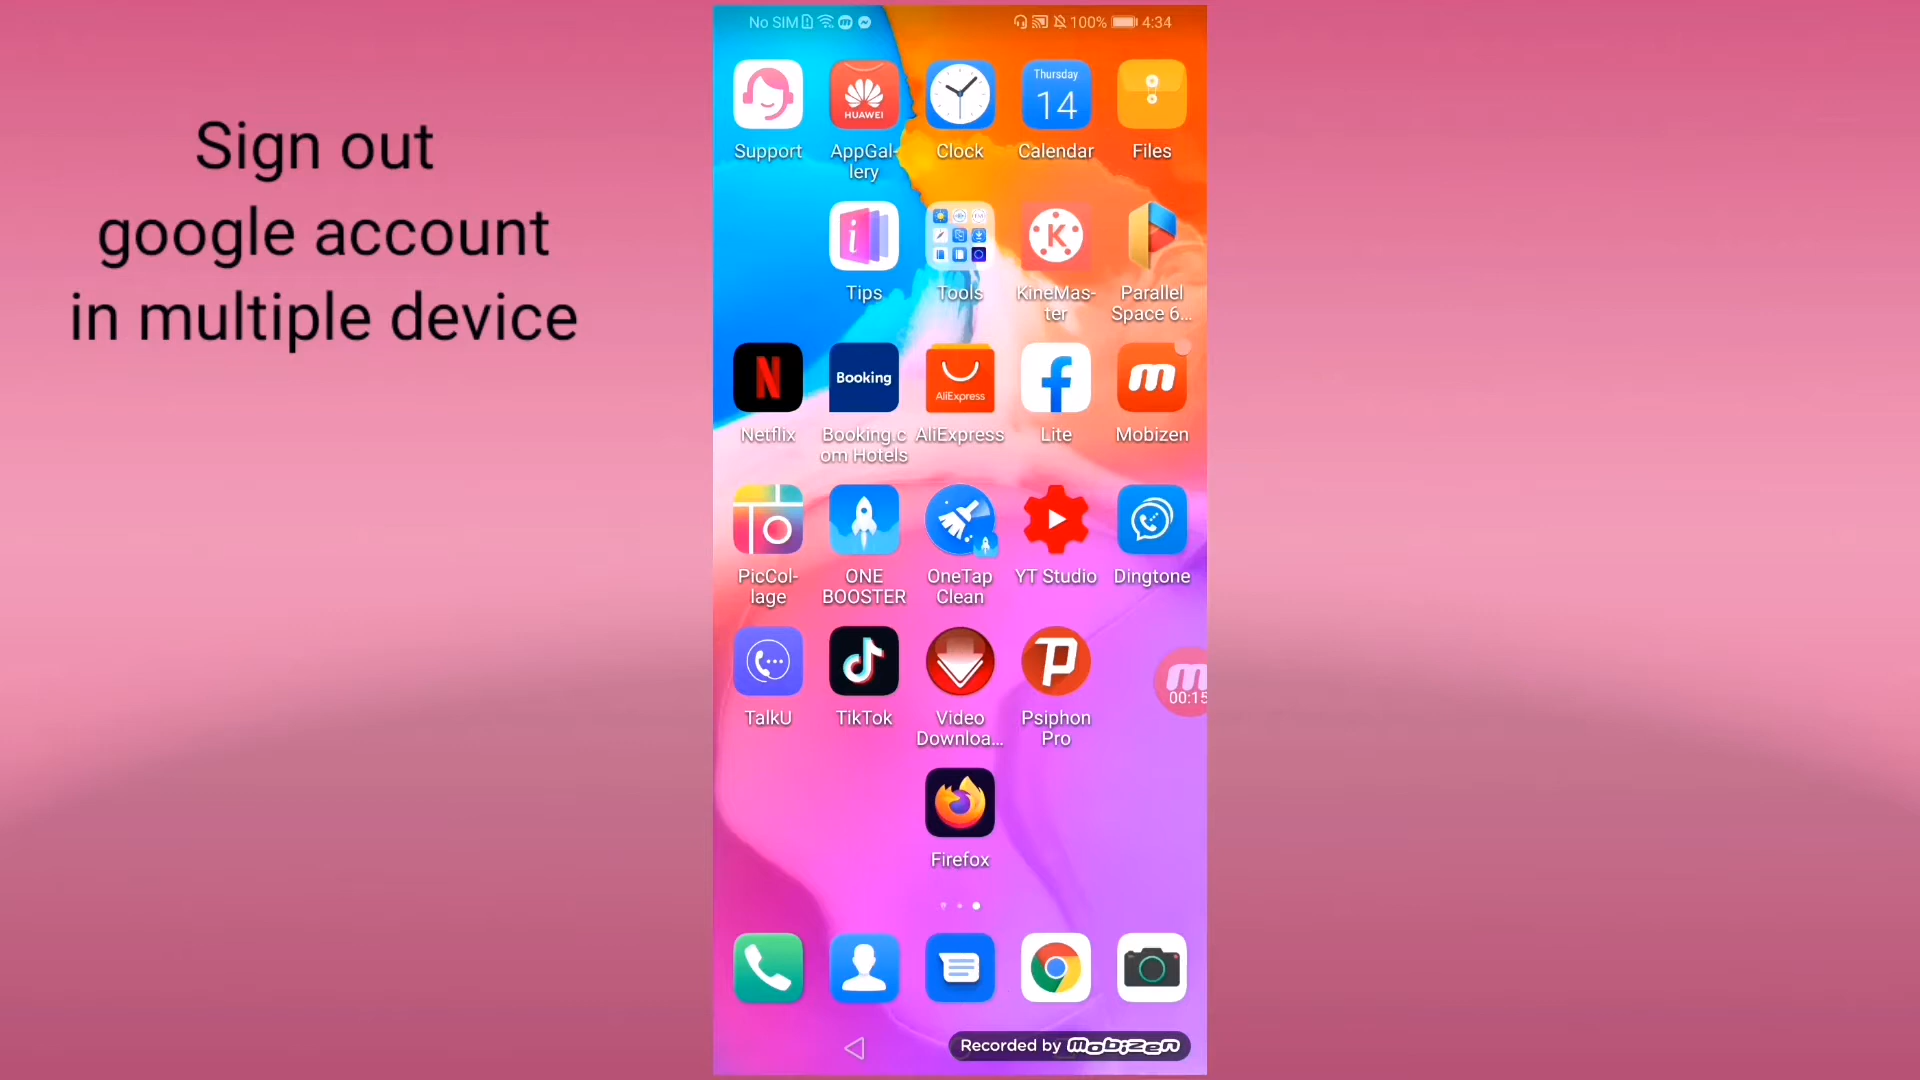 Sign out
google account
in multiple device
No SIM
100% 4:34
HUAWEI
Thursday
14
Support
AppGal-
lery
Clock
Calendar
Files
Tips
Tools
KineMas-
ter
Parallel
Space 6...
Booking
AliExpress
Netflix
Booking.c
om Hotels
AliExpress
Lite
Mobizen
PicCol-
lage
ONE
BOOSTER
OneTap
Clean
YT Studio
Dingtone
TalkU
TikTok
Video
Downloa...
Psiphon
Pro
00:15
Firefox
Recorded by mobizen